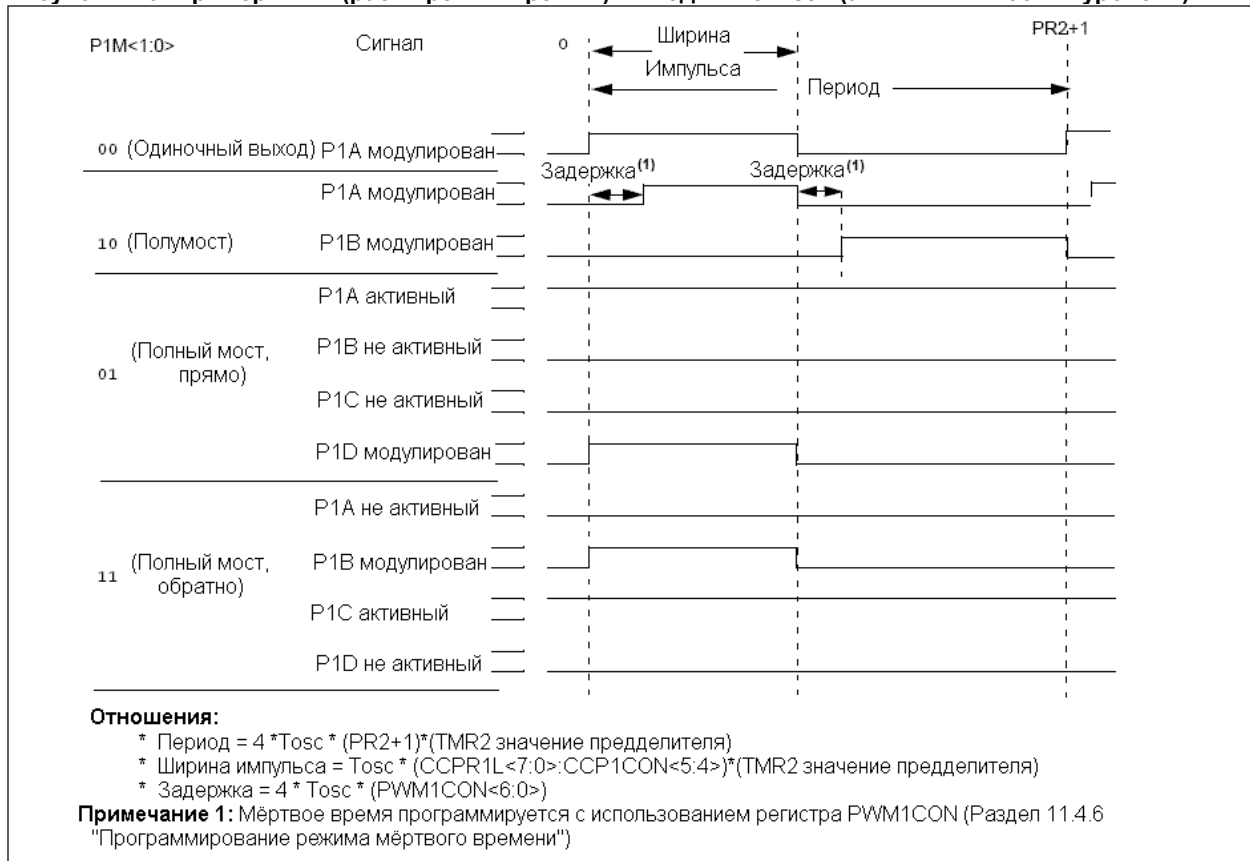 P1M<1:0> Сигнал 0 Ширина Импульса PR2+1
Период
00 (Одиночный выход) P1A модулирован
Задержка(1) Задержка(1)
P1A модулирован
10 (Полумост) P1B модулирован
P1A активный
(Полный мост, P1B не активный
01 прямо)
P1C не активный
P1D модулирован
P1A не активный
(Полный мост, P1B модулирован
11 обратно)
P1C активный
P1D не активный
Отношения:
* Период = 4 *Tosc * (PR2+1)*(TMR2 значение предделителя)
* Ширина импульса = Tosc * (CCPR1L<7:0>:CCP1CON<5:4>)*(TMR2 значение предделителя)
* Задержка = 4 * Tosc * (PWM1CON<6:0>)
Примечание 1: Мёртвое время программируется с использованием регистра PWM1CON (Раздел 11.4.6
"Программирование режима мёртвого времени")